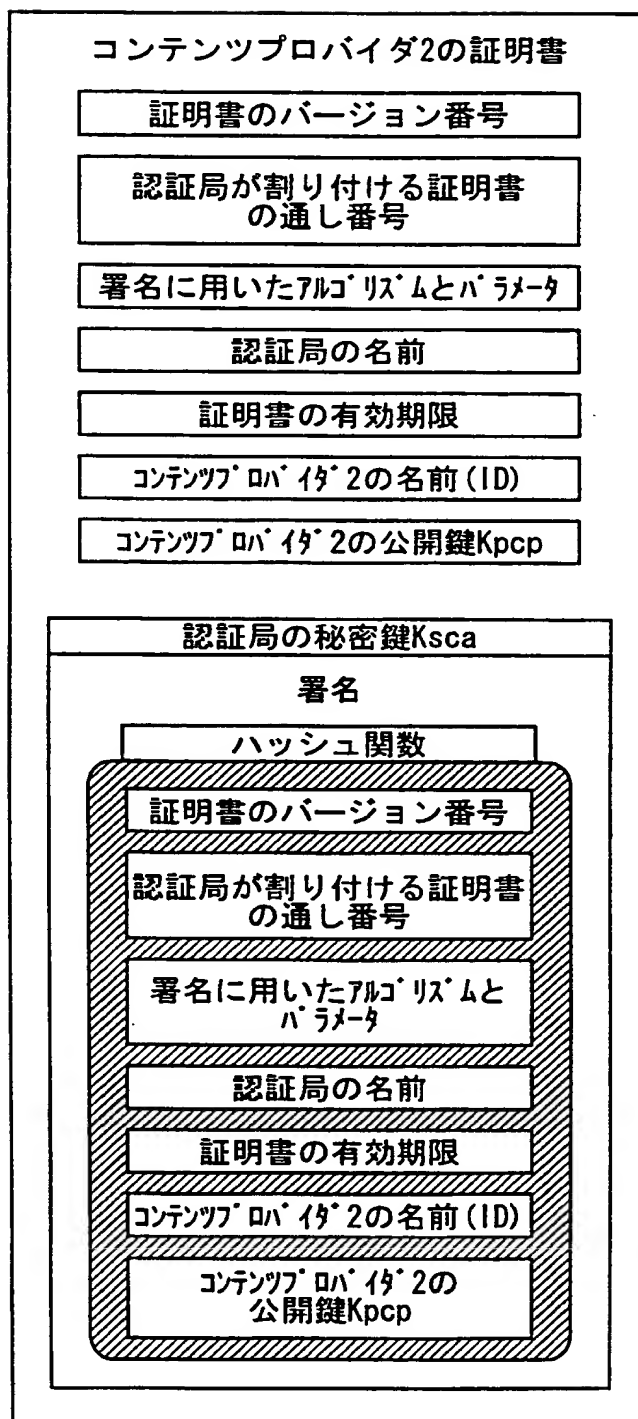 コンテンツプロバイダ2の証明書
証明書のバージョン番号
認証局が割り付ける証明書
の通し番号
署名に用いたｱﾙｺﾞﾘｽﾞﾑとﾊﾟﾗﾒｰﾀ
認証局の名前
証明書の有効期限
ｺﾝﾃﾝﾂﾌﾟﾛﾊﾞｲﾀﾞ2の名前(ID)
ｺﾝﾃﾝﾂﾌﾟﾛﾊﾞｲﾀﾞ2の公開鍵Kpcp
認証局の秘密鍵Ksca
署名
ハッシュ関数
証明書のバージョン番号
認証局が割り付ける証明書
の通し番号
署名に用いたｱﾙｺﾞﾘｽﾞﾑと
ﾊﾟﾗﾒｰﾀ
認証局の名前
証明書の有効期限
ｺﾝﾃﾝﾂﾌﾟﾛﾊﾞｲﾀﾞ2の名前(ID)
ｺﾝﾃﾝﾂﾌﾟﾛﾊﾞｲﾀﾞ2の
公開鍵Kpcp